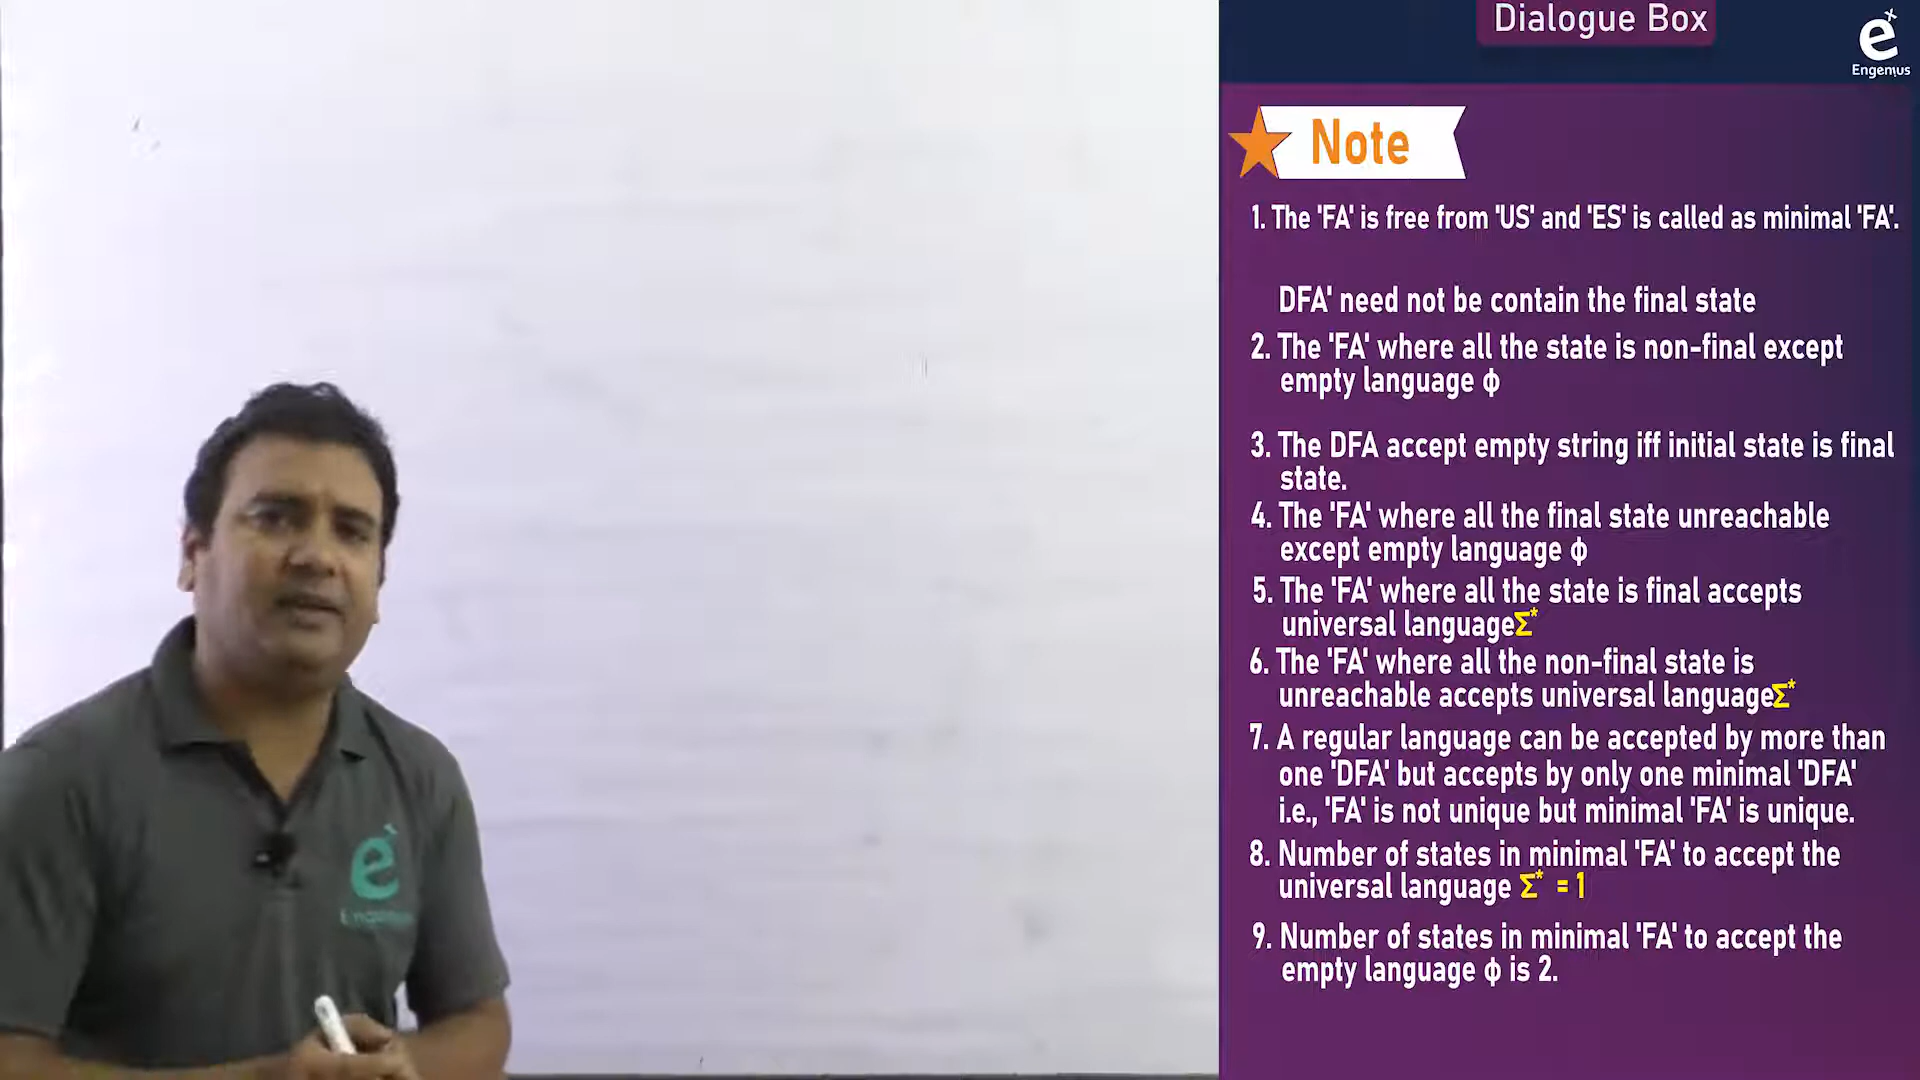 Dialogue Box
Engenius
Note
1. The 'FA' is free from 'US' and 'ES' is called as minimal 'FA'.
DFA' need not be contain the final state
2. The 'FA' where all the state is non-final except
empty language ϕ
3. The DFA accept empty string iff initial state is final
state.
4. The 'FA' where all the final state unreachable
except empty language ϕ
5. The 'FA' where all the state is final accepts
universal languageΣ*
6. The 'FA' where all the non-final state is
unreachable accepts universal languageΣ*
7. A regular language can be accepted by more than
one 'DFA' but accepts by only one minimal 'DFA'
i.e., 'FA' is not unique but minimal 'FA' is unique.
8. Number of states in minimal 'FA' to accept the
universal language Σ* = 1
9. Number of states in minimal 'FA' to accept the
empty language ϕ is 2.